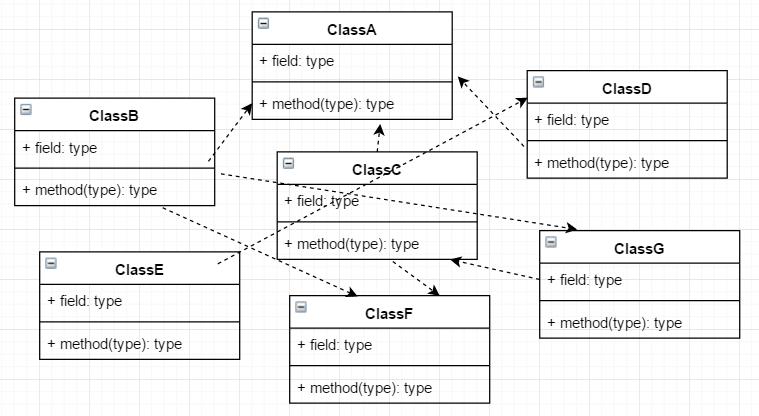 ClassA
+ field: type
+ method(type): type
ClassB
+ field: type
+ method(type): type
ClassD
+ field: type
+ method(type): type
ClassC
+ field: type
+ method(type): type
ClassE
+ field: type
+ method(type): type
ClassG
+ field: type
+ method(type): type
ClassF
+ field: type
+ method(type): type